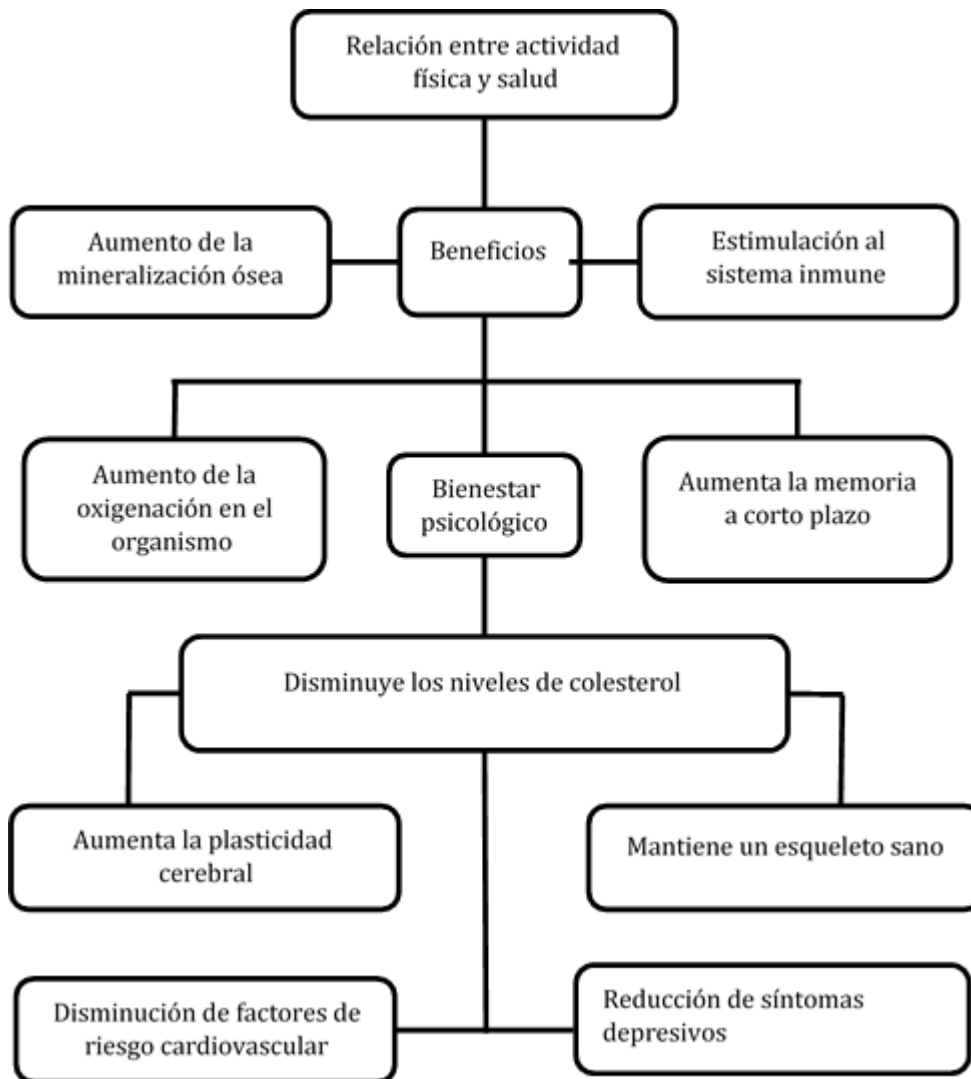 Relación entre actividad
física y salud
Aumento de la
mineralización ósea
Beneficios
Estimulación al
sistema inmune
Aumento de la
oxigenación en el
organismo
Bienestar
psicológico
Aumenta la memoria
a corto plazo
Disminuye los niveles de colesterol
Aumenta la plasticidad
cerebral
Mantiene un esqueleto sano
Disminución de factores de
riesgo cardiovascular
Reducción de síntomas
depresivos